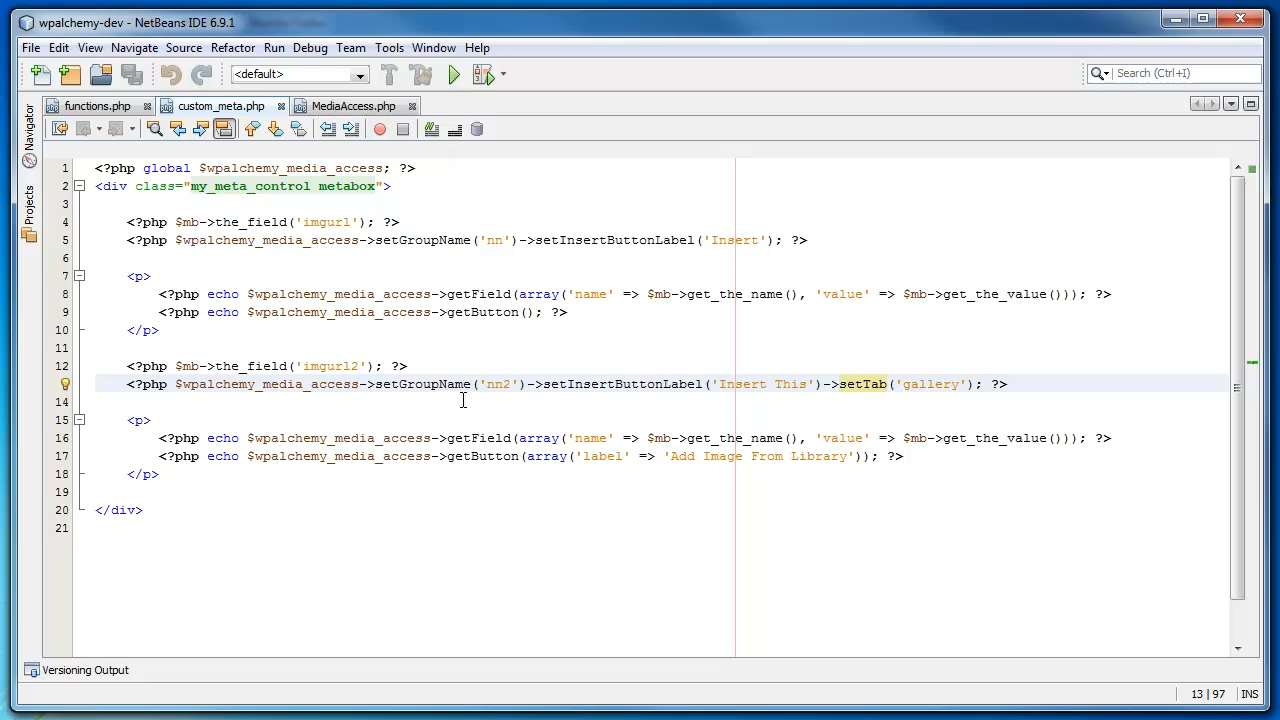 wpalchemy-dev - NetBeans IDE 6.9.1
File Edit View Navigate Source Refactor Run Debug Team Tools Window Help
<default>
Search (Ctrl+I)
functions.php custom_meta.php MediaAccess.php
Navigator
Projects
1 <?php global $wpalchemy_media_access; ?>
2 <div class="my_meta_control metabox">
3
4 <?php $mb->the_field('imgurl'); ?>
5 <?php $wpalchemy_media_access->setGroupName('nn')->setInsertButtonLabel('Insert'); ?>
6
7 <p>
8 <?php echo $wpalchemy_media_access->getField(array('name' => $mb->get_the_name(), 'value' => $mb->get_the_value())); ?>
9 <?php echo $wpalchemy_media_access->getButton(); ?>
10 </p>
11
12 <?php $mb->the_field('imgurl2'); ?>
13 <?php $wpalchemy_media_access->setGroupName('nn2')->setInsertButtonLabel('Insert This')->setTab('gallery'); ?>
14
15 <p>
16 <?php echo $wpalchemy_media_access->getField(array('name' => $mb->get_the_name(), 'value' => $mb->get_the_value())); ?>
17 <?php echo $wpalchemy_media_access->getButton(array('label' => 'Add Image From Library')); ?>
18 </p>
19
20 </div>
21
Versioning Output
13 | 97 INS